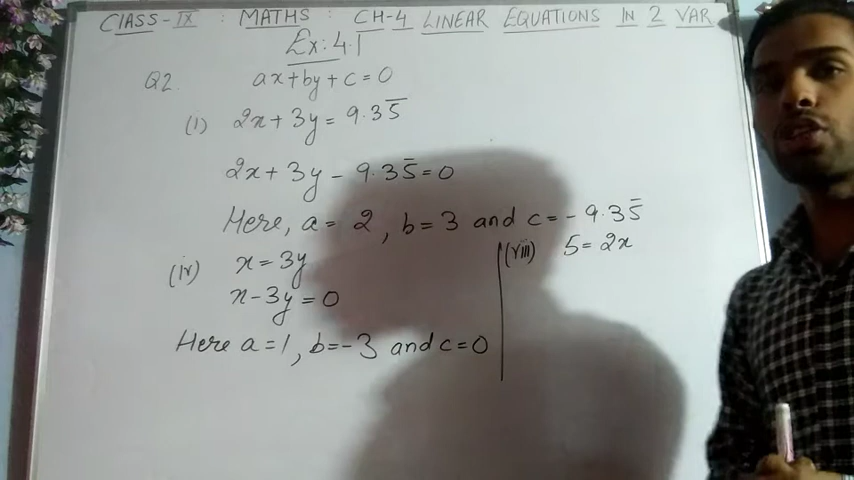 CLASS-IX : MATHS : CH-4 LINEAR EQUATIONS IN 2 VAR
Ex: 4.1
Q2. ax+by+c=0
(i) 2x+3y=9.35̅
2x+3y-9.35̅=0
Here, a=2, b=3 and c=-9.35̅
(iv) x=3y
x-3y=0
Here a=1, b=-3 and c=0
(viii) 5=2x